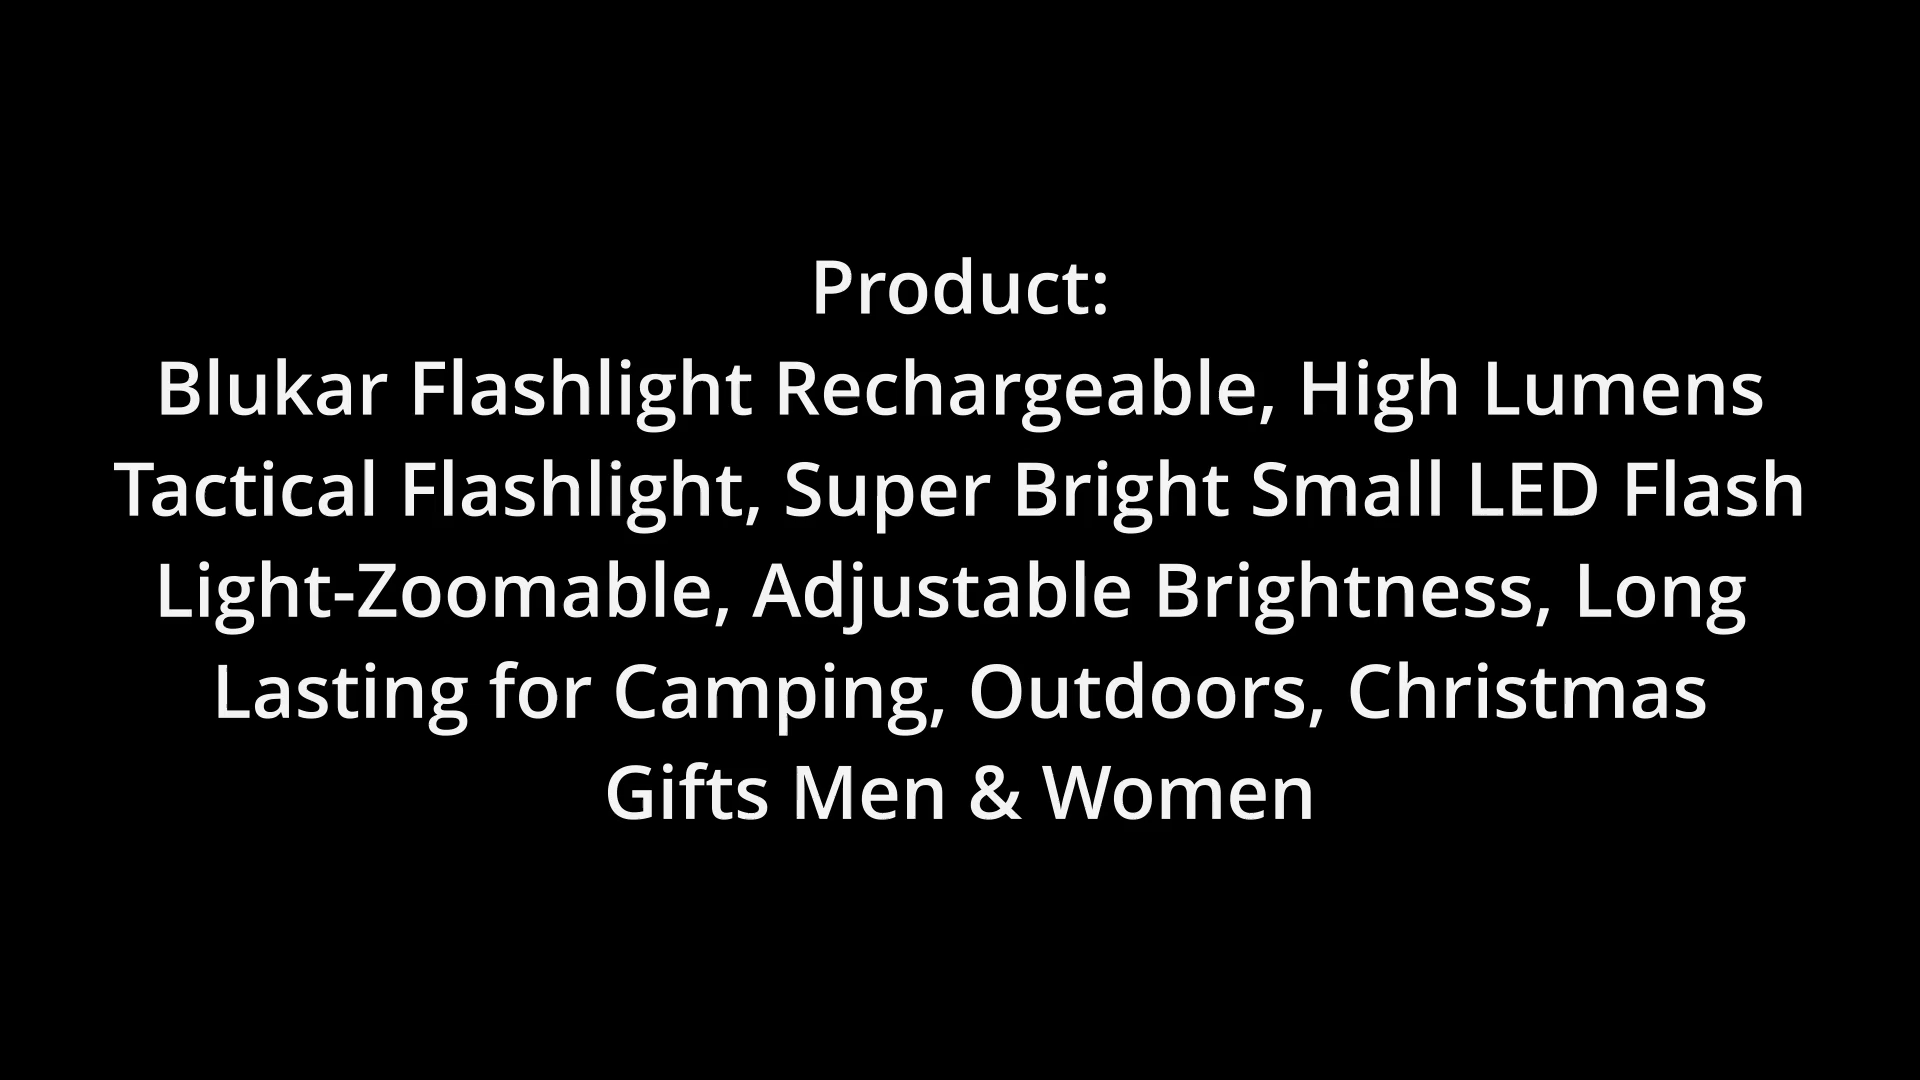 Product:
Blukar Flashlight Rechargeable, High Lumens
Tactical Flashlight, Super Bright Small LED Flash
Light-Zoomable, Adjustable Brightness, Long
Lasting for Camping, Outdoors, Christmas
Gifts Men & Women